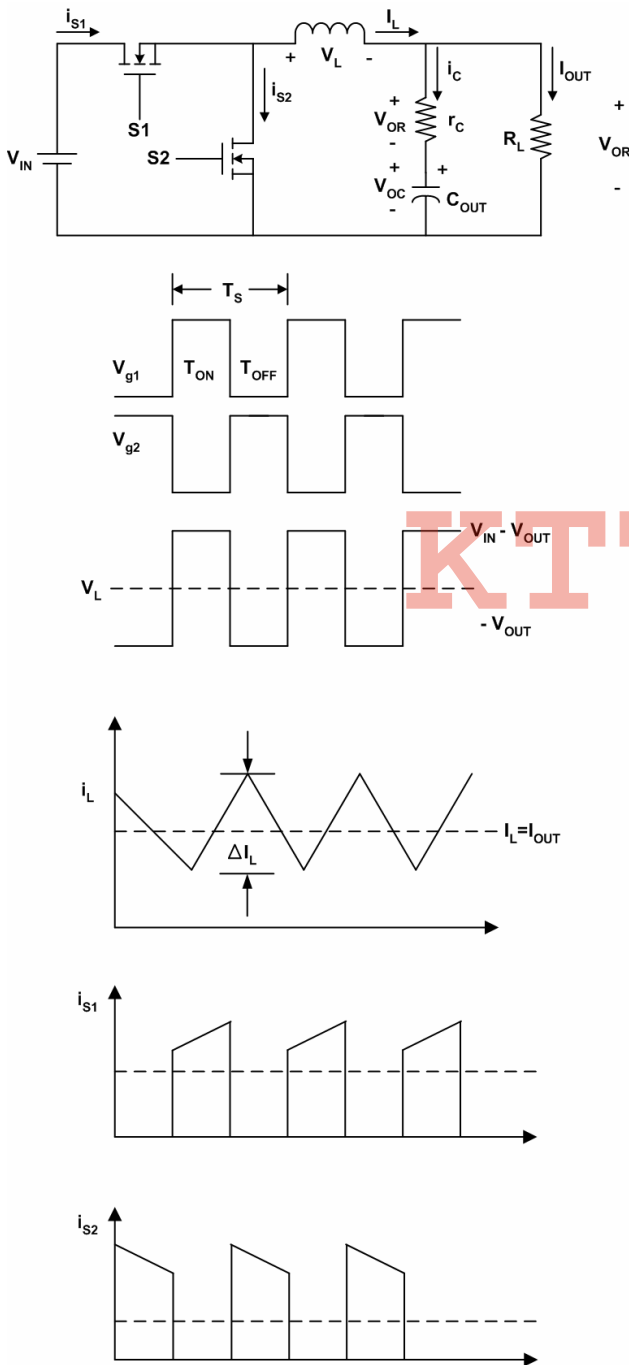 iS1
IL
+ VL -
iC
IOUT
iS2
S1
+
VOR
-
rC
+
VOR
-
RL
VIN
S2
+
VOC
-
+
COUT
TS
Vg1
TON
TOFF
Vg2
KT
VIN - VOUT
VL
- VOUT
iL
IL=IOUT
ΔIL
iS1
iS2